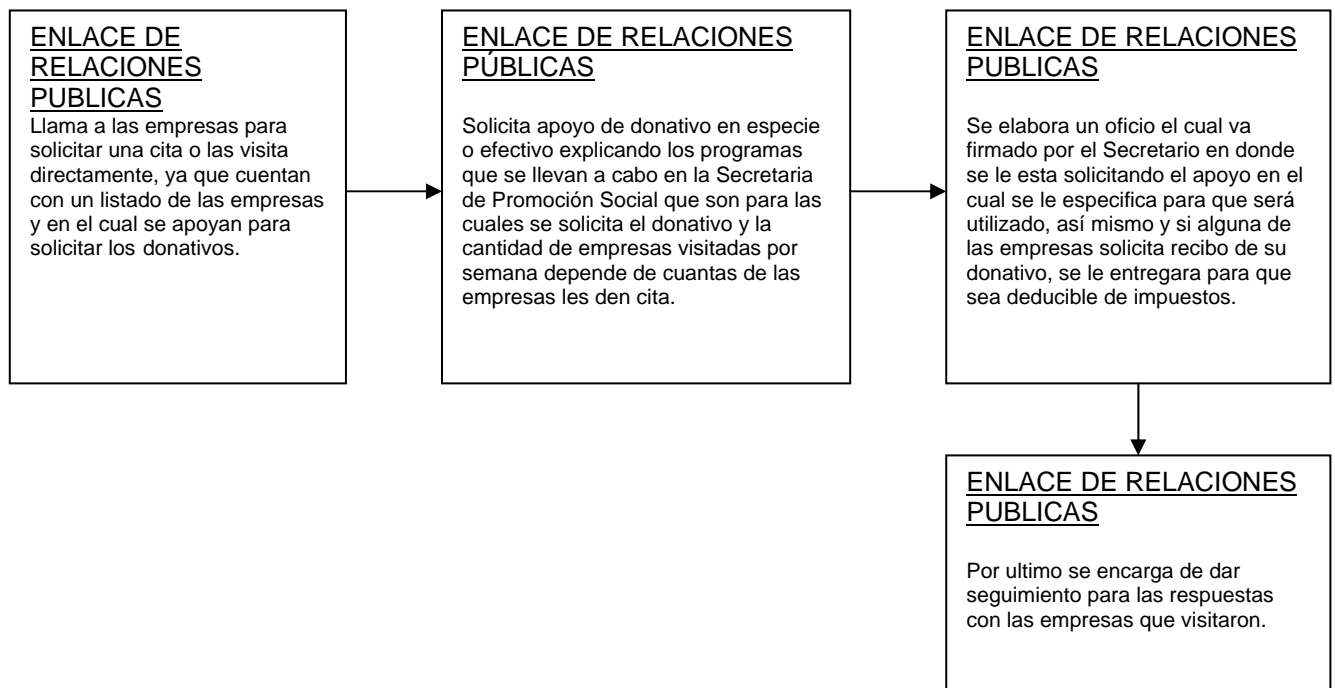 ENLACE DE
RELACIONES
PUBLICAS
Llama a las empresas para
solicitar una cita o las visita
directamente, ya que cuentan
con un listado de las empresas
y en el cual se apoyan para
solicitar los donativos.
ENLACE DE RELACIONES
PÚBLICAS
Solicita apoyo de donativo en especie
o efectivo explicando los programas
que se llevan a cabo en la Secretaria
de Promoción Social que son para las
cuales se solicita el donativo y la
cantidad de empresas visitadas por
semana depende de cuantas de las
empresas les den cita.
ENLACE DE RELACIONES
PUBLICAS
Se elabora un oficio el cual va
firmado por el Secretario en donde
se le esta solicitando el apoyo en el
cual se le especifica para que será
utilizado, así mismo y si alguna de
las empresas solicita recibo de su
donativo, se le entregara para que
sea deducible de impuestos.
ENLACE DE RELACIONES
PUBLICAS
Por ultimo se encarga de dar
seguimiento para las respuestas
con las empresas que visitaron.